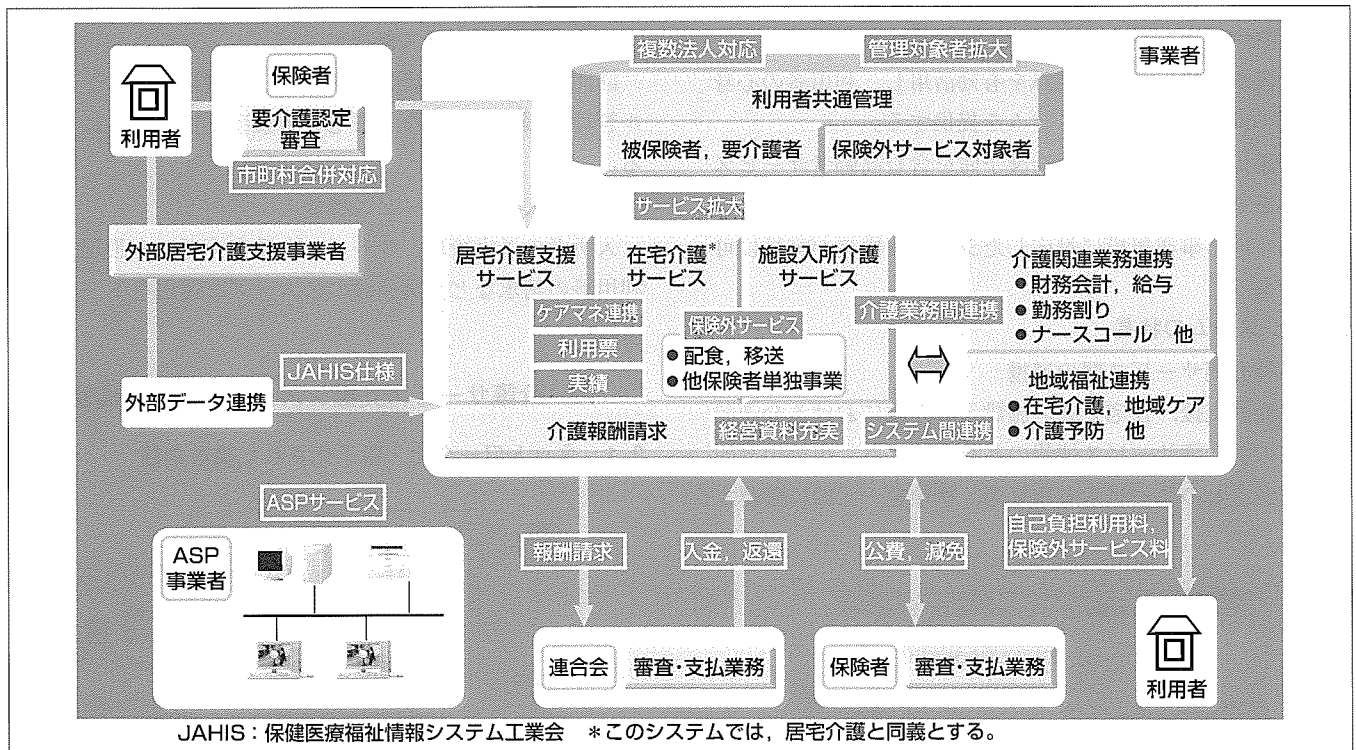 複数法人対応
管理対象者拡大
事業者
利用者共通管理
被保険者，要介護者
保険外サービス対象者
利用者
保険者
要介護認定
審査
市町村合併対応
外部居宅介護支援事業者
外部データ連携
JAHIS仕様
サービス拡大
居宅介護支援
サービス
在宅介護*
サービス
施設入所介護
サービス
ケアマネ連携
利用票
実績
保険外サービス
●配食，移送
●他保険者単独事業
介護報酬請求
経営資料充実
介護業務間連携
システム間連携
介護関連業務連携
●財務会計，給与
●勤務割り
●ナースコール 他
地域福祉連携
●在宅介護，地域ケア
●介護予防 他
ASPサービス
ASP
事業者
報酬請求
入金，返還
公費，減免
自己負担利用料，
保険外サービス料
連合会
審査・支払業務
保険者
審査・支払業務
利用者
JAHIS：保健医療福祉情報システム工業会 *このシステムでは，居宅介護と同義とする。